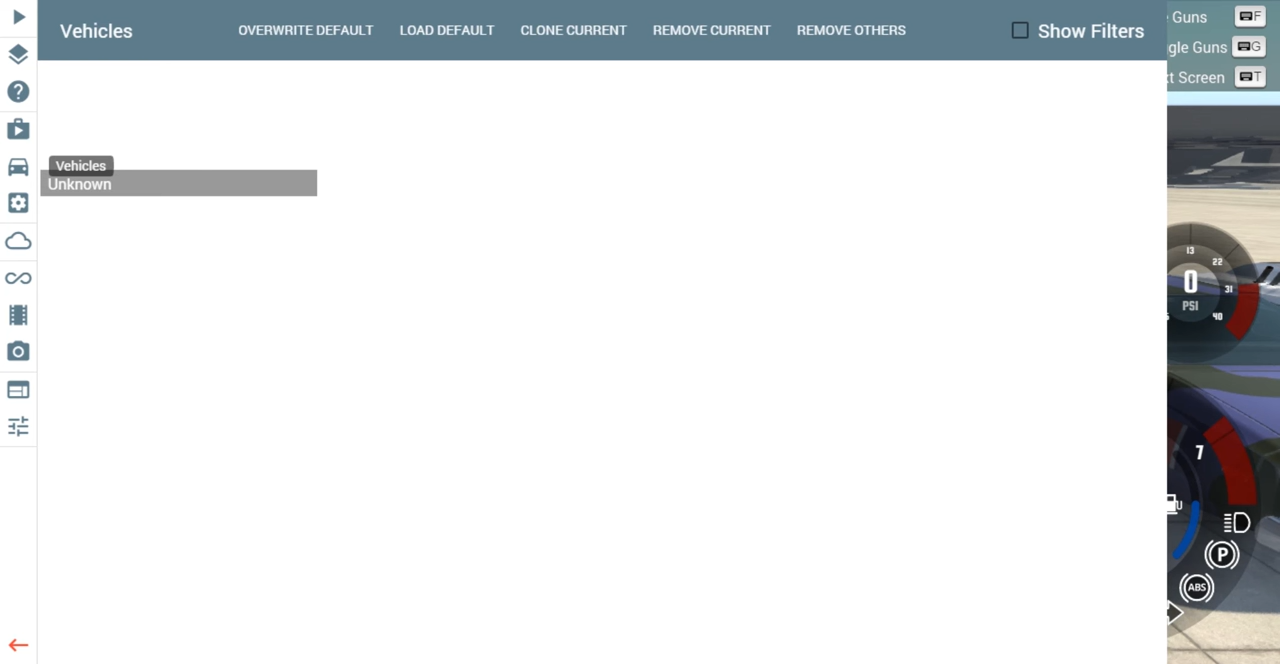 Vehicles
OVERWRITE DEFAULT
LOAD DEFAULT
CLONE CURRENT
REMOVE CURRENT
REMOVE OTHERS
Show Filters
Guns
F
gle Guns
G
t Screen
T
Vehicles
Unknown
13
22
31
40
0
PSI
7
P
ABS